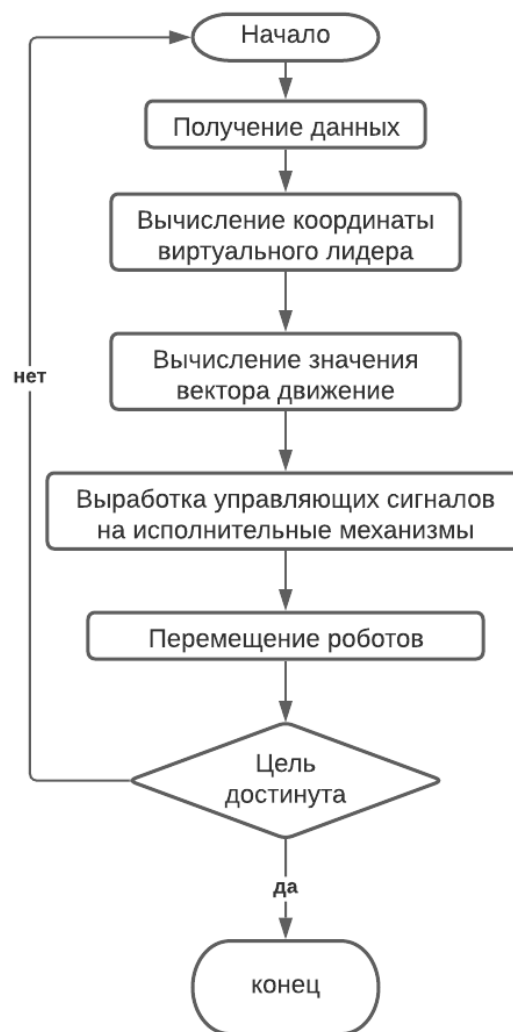 Начало
Получение данных
Вычисление координаты
виртуального лидера
Вычисление значения
вектора движение
нет
Выработка управляющих сигналов
на исполнительные механизмы
Перемещение роботов
Цель
достинута
да
конец